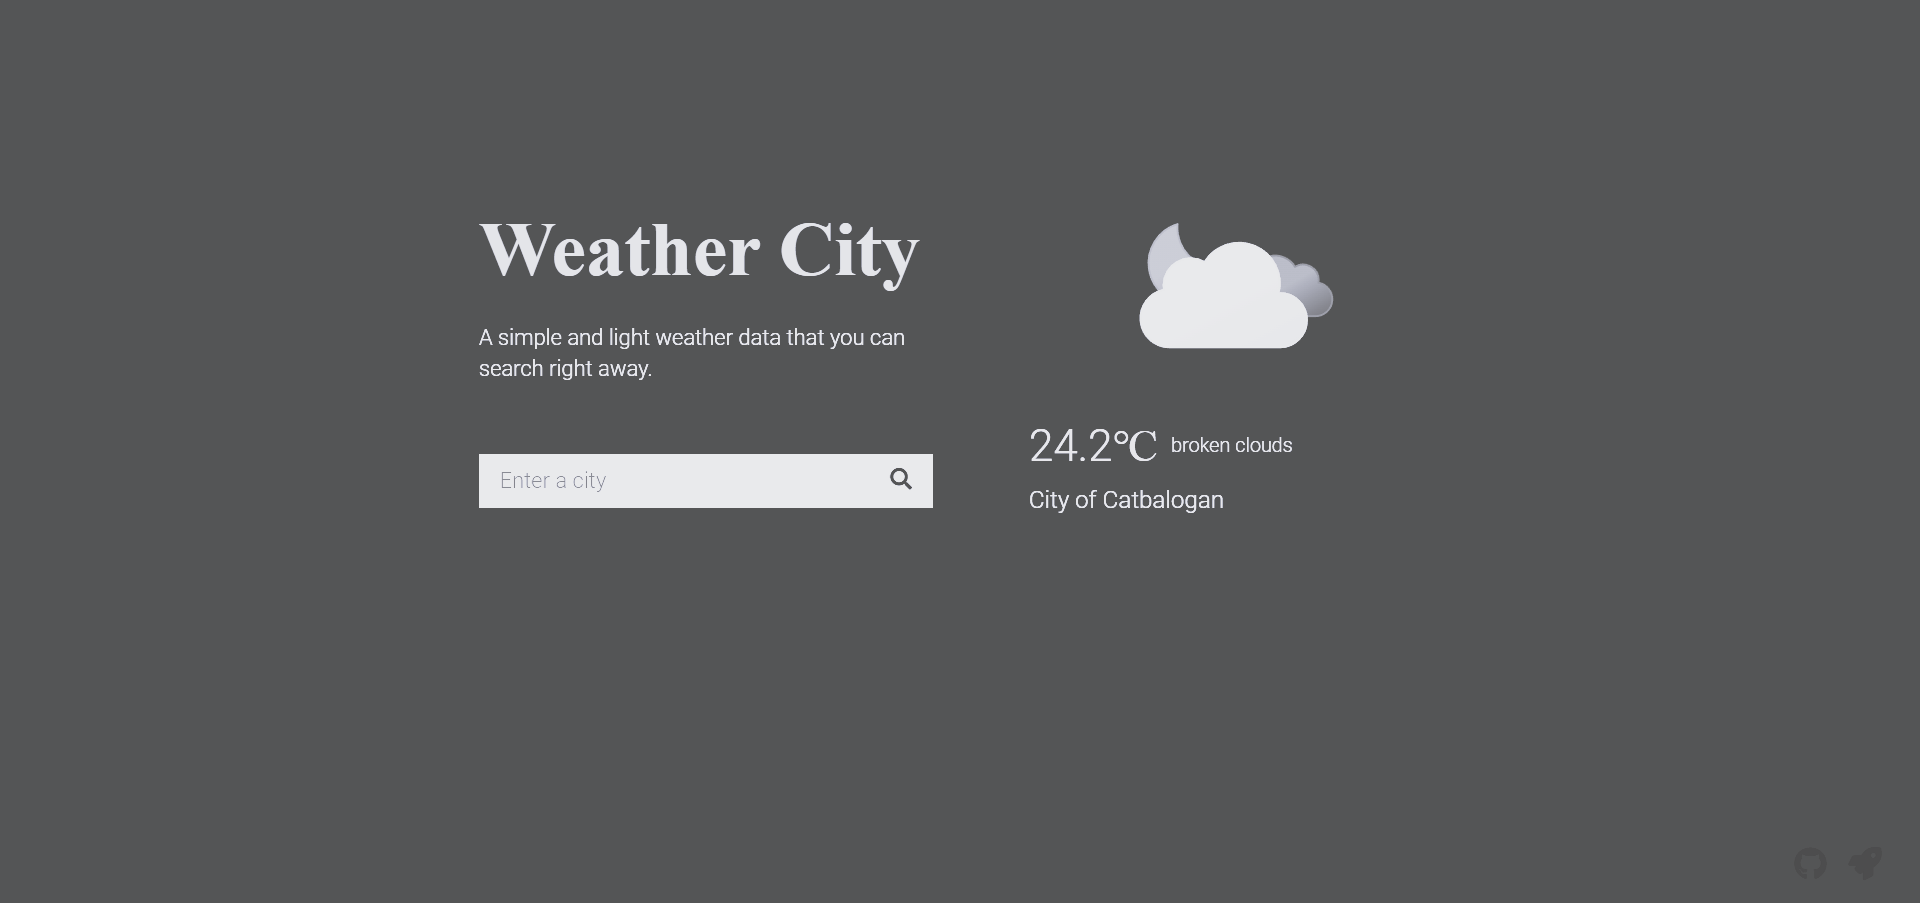 Weather City
A simple and light weather data that you can
search right away.
Enter a city
24.2℃ broken clouds
City of Catbalogan